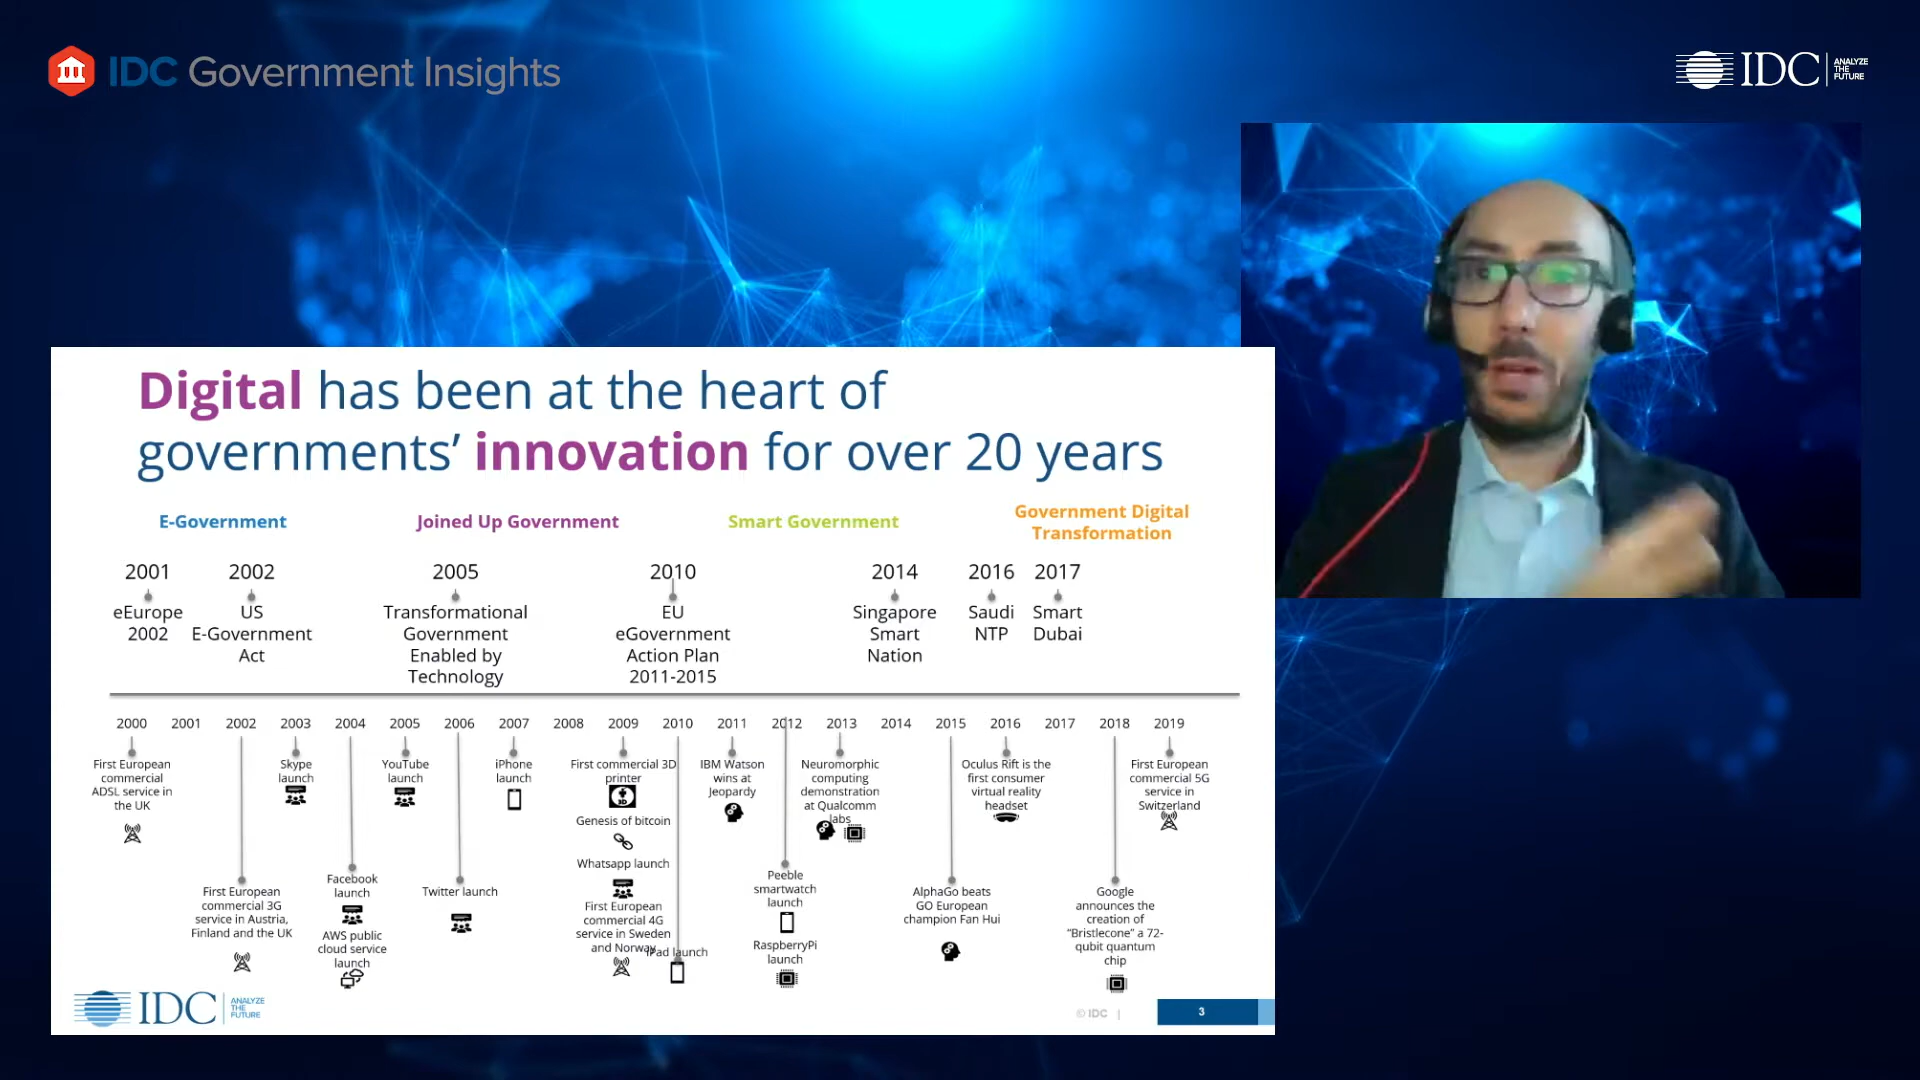 IDC Government Insights
IDC
ANALYZE
THE
FUTURE
Digital has been at the heart of
governments’ innovation for over 20 years
E-Government
Joined Up Government
Smart Government
Government Digital
Transformation
2001
eEurope
2002
2002
US
E-Government
Act
2005
Transformational
Government
Enabled by
Technology
2010
EU
eGovernment
Action Plan
2011-2015
2014
Singapore
Smart
Nation
2016
Saudi
NTP
2017
Smart
Dubai
2000 2001 2002 2003 2004 2005 2006 2007 2008 2009 2010 2011 2012 2013 2014 2015 2016 2017 2018 2019
First European
commercial
ADSL service in
the UK
First European
commercial 3G
service in Austria,
Finland and the UK
Skype
launch
Facebook
launch
AWS public
cloud service
launch
YouTube
launch
Twitter launch
iPhone
launch
First commercial 3D
printer
3D
Genesis of bitcoin
Whatsapp launch
First European
commercial 4G
service in Sweden
and Norway
iPad launch
IBM Watson
wins at
Jeopardy
Peeble
smartwatch
launch
RaspberryPi
launch
Neuromorphic
computing
demonstration
at Qualcomm
labs
AlphaGo beats
GO European
champion Fan Hui
Oculus Rift is the
first consumer
virtual reality
headset
Google
announces the
creation of
“Bristlecone” a 72-
qubit quantum
chip
First European
commercial 5G
service in
Switzerland
IDC
ANALYZE
THE
FUTURE
© IDC |
3